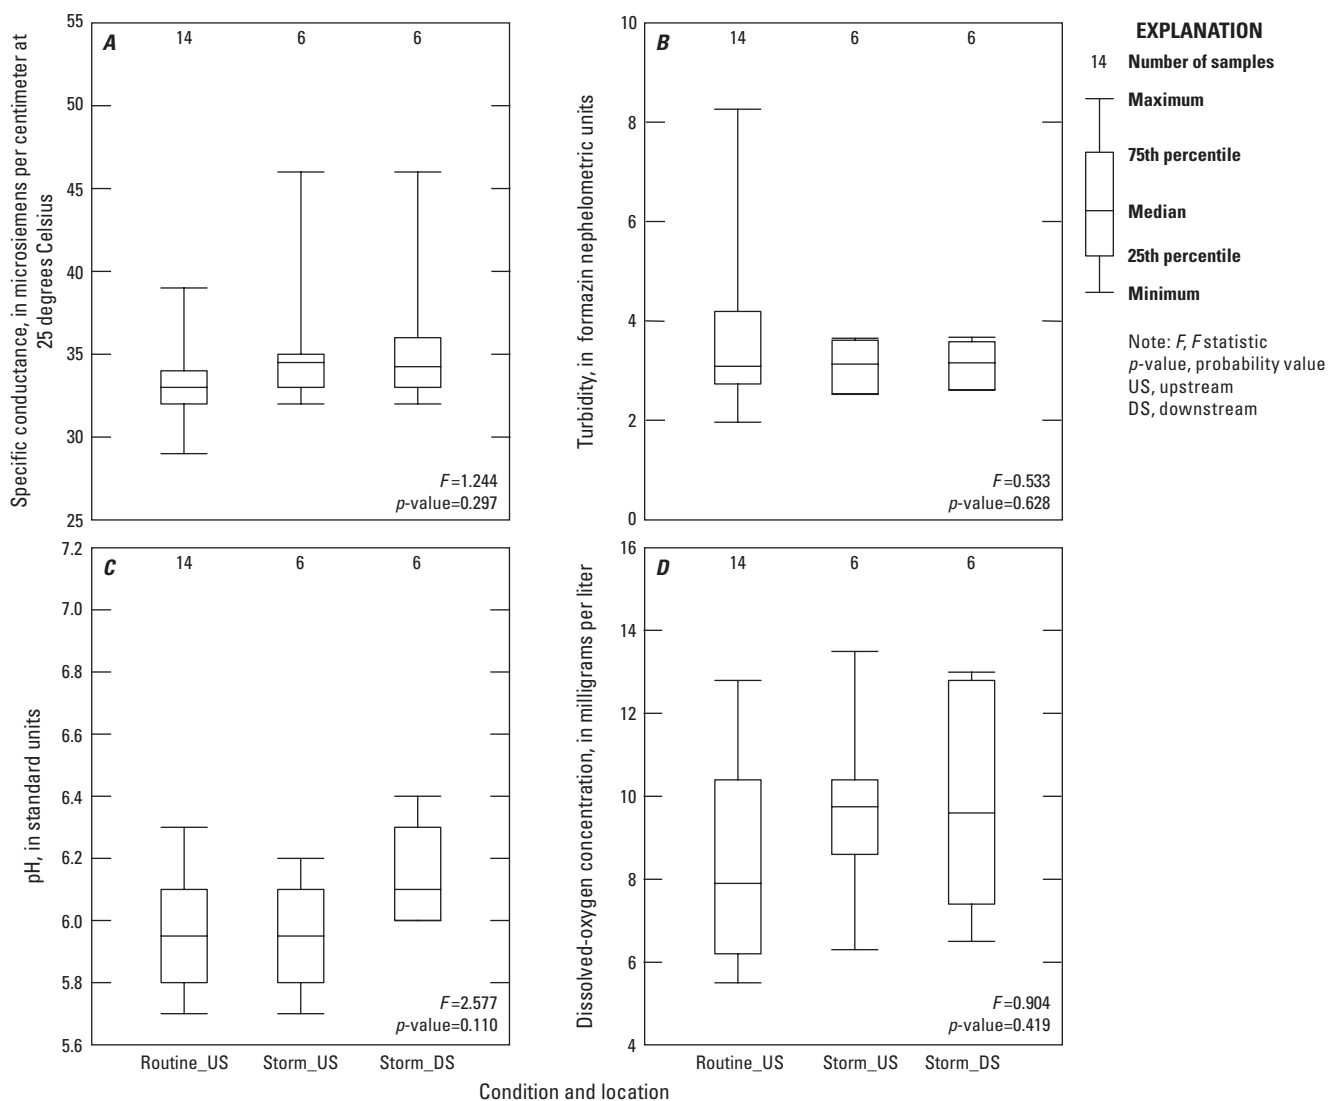 Specific conductance, in microsiemens per centimeter at
25 degrees Celsius
55
50
45
40
35
30
25
A
14
6
6
F=1.244
p-value=0.297
Turbidity, in formazin nephelometric units
10
8
6
4
2
0
B
14
6
6
F=0.533
p-value=0.628
EXPLANATION
14 Number of samples
Maximum
75th percentile
Median
25th percentile
Minimum
Note: F, F statistic
p-value, probability value
US, upstream
DS, downstream
pH, in standard units
7.2
7.0
6.8
6.6
6.4
6.2
6.0
5.8
5.6
C
14
6
6
F=2.577
p-value=0.110
Routine_US
Storm_US
Storm_DS
Dissolved-oxygen concentration, in milligrams per liter
16
14
12
10
8
6
4
D
14
6
6
F=0.904
p-value=0.419
Routine_US
Storm_US
Storm_DS
Condition and location